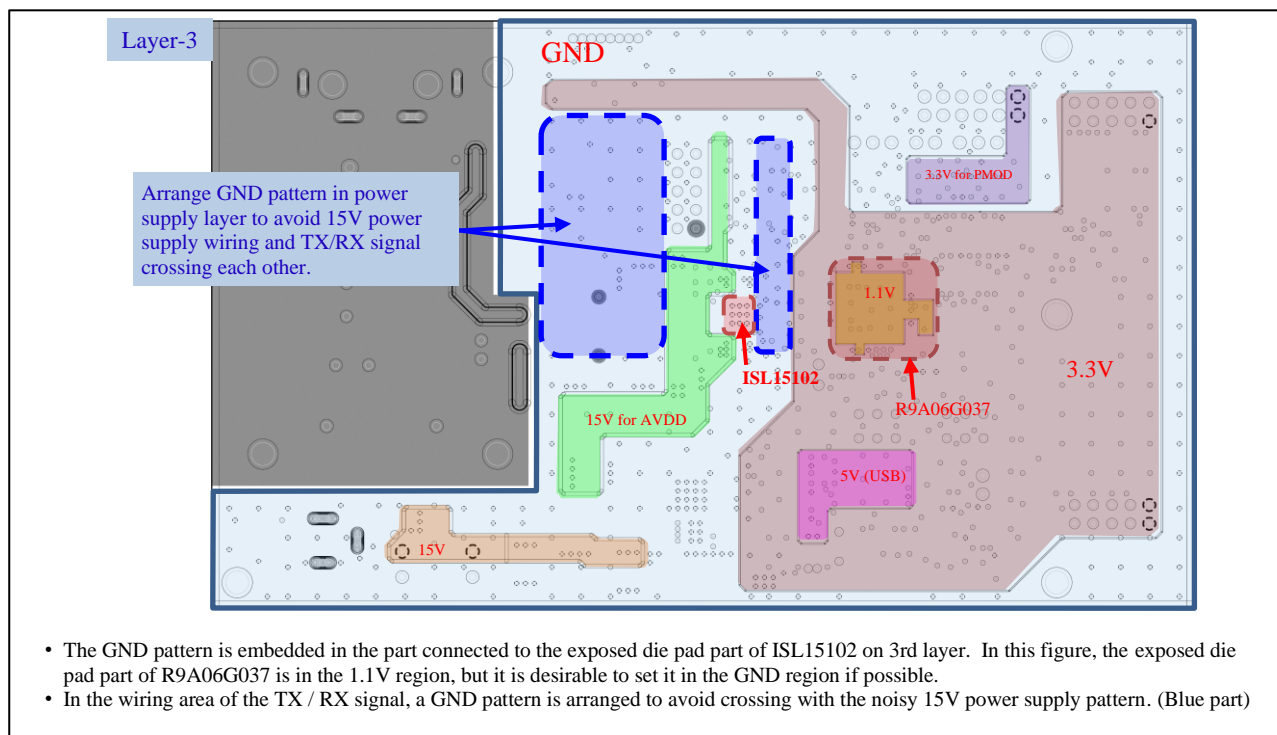 Layer-3
GND
Arrange GND pattern in power
supply layer to avoid 15V power
supply wiring and TX/RX signal
crossing each other.
3.3V for PMOD
1.1V
ISL15102
3.3V
R9A06G037
15V for AVDD
5V (USB)
15V
• The GND pattern is embedded in the part connected to the exposed die pad part of ISL15102 on 3rd layer. In this figure, the exposed die
pad part of R9A06G037 is in the 1.1V region, but it is desirable to set it in the GND region if possible.
• In the wiring area of the TX / RX signal, a GND pattern is arranged to avoid crossing with the noisy 15V power supply pattern. (Blue part)